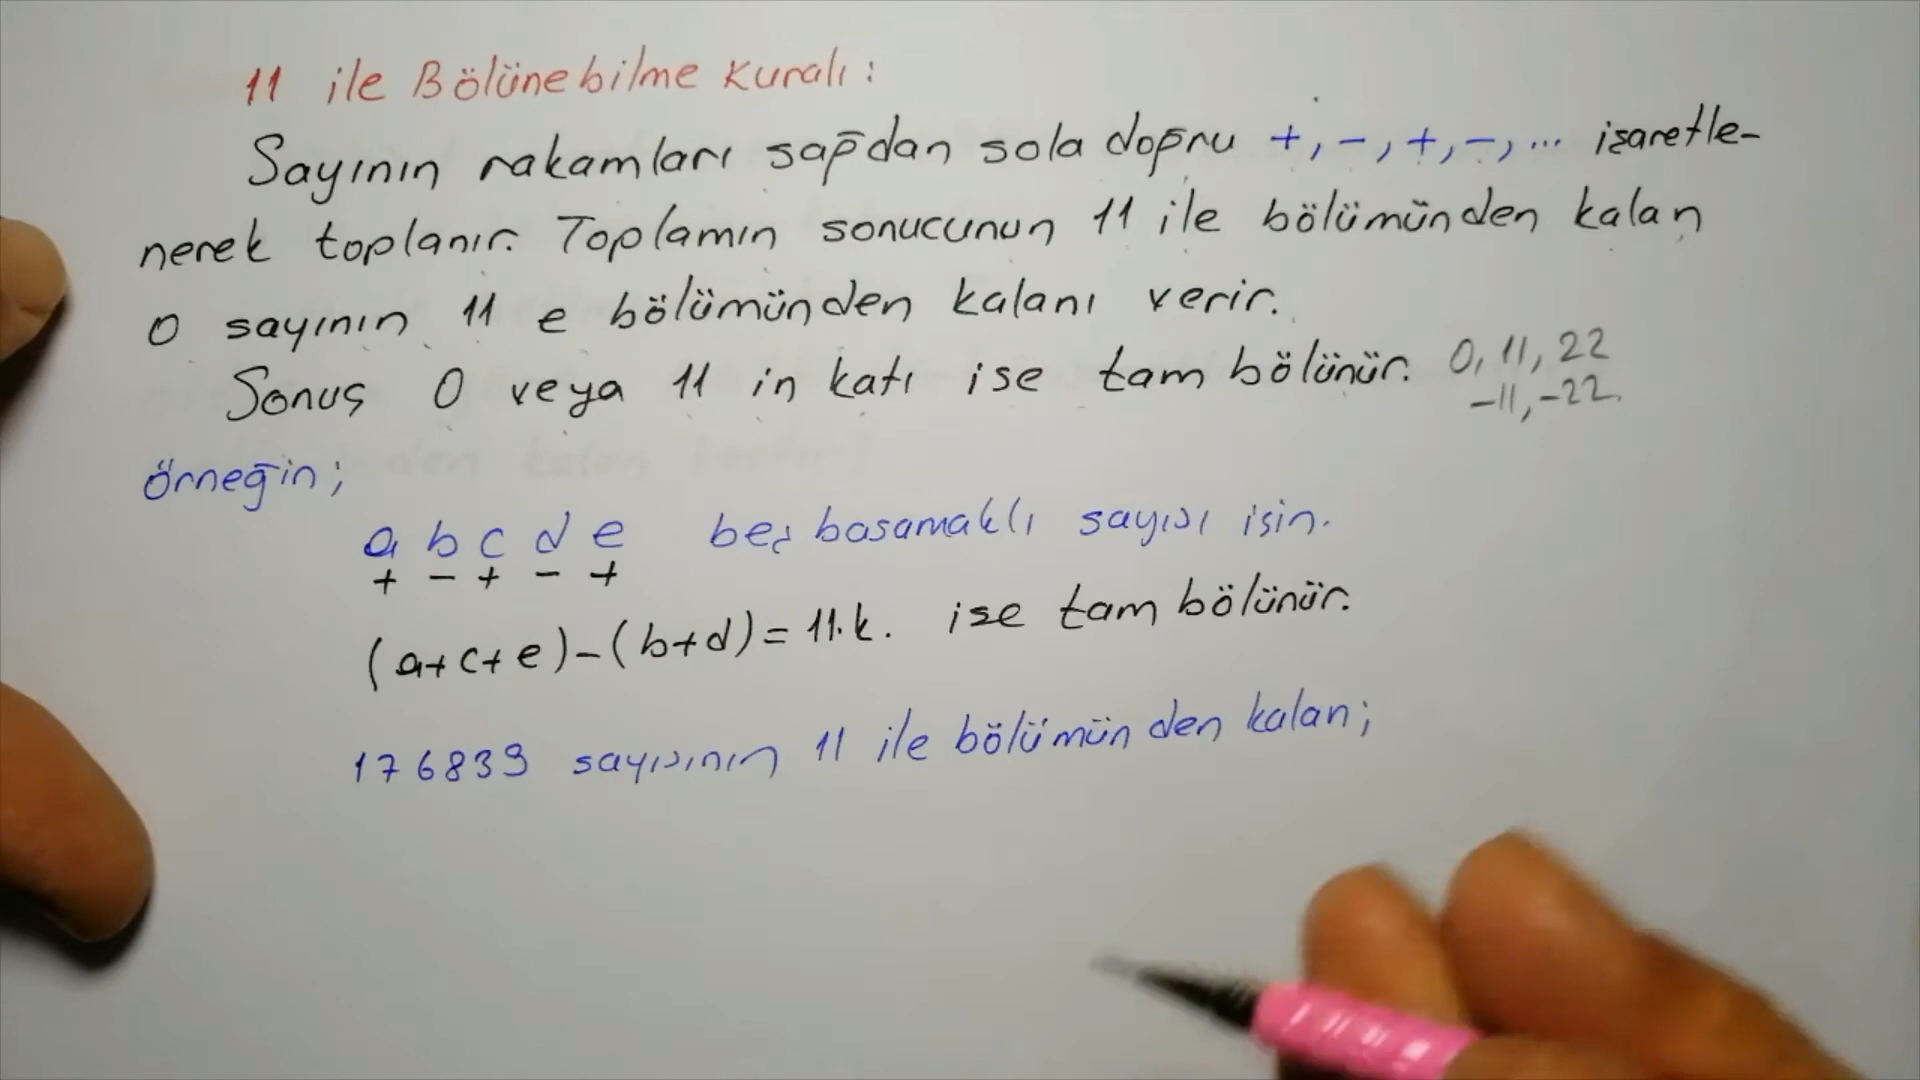 11 ile Bölünebilme Kuralı:
Sayının rakamları sağdan sola doğru +, -, +, -, ... işaretle-
nerek toplanır. Toplamın sonucunun 11 ile bölümünden kalan
O sayının 11 e bölümünden kalanı verir.
Sonuç 0 veya 11 in katı ise tam bölünür. 0, 11, 22
-11, -22.
örneğin;
a b c d e beş basamaklı sayısı için.
+ - + - +
(a+c+e)-(b+d)=11.k. ise tam bölünür.
176839 sayısının 11 ile bölümünden kalan;